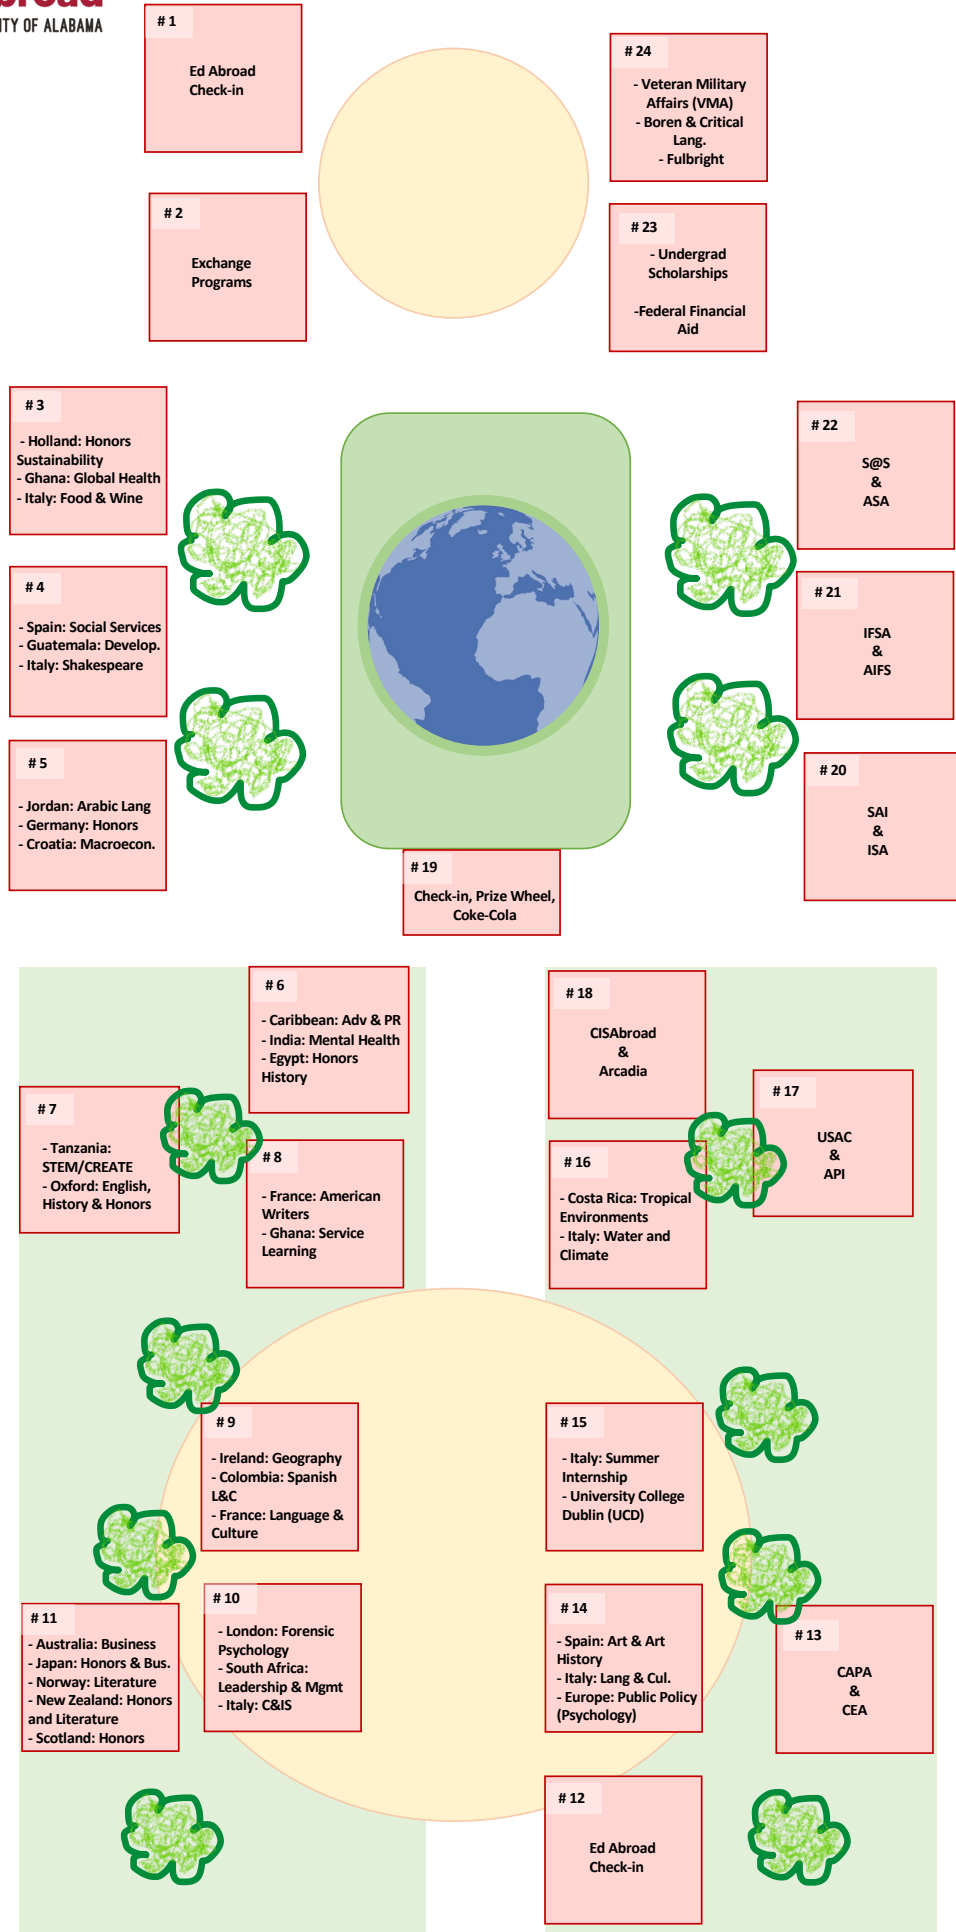 ITY OF ALABAMA
# 1
Ed Abroad
Check-in
# 24
- Veteran Military
Affairs (VMA)
- Boren & Critical
Lang.
- Fulbright
# 2
Exchange
Programs
# 23
- Undergrad
Scholarships
-Federal Financial
Aid
# 3
- Holland: Honors
Sustainability
- Ghana: Global Health
- Italy: Food & Wine
# 22
S@S
&
ASA
# 4
- Spain: Social Services
- Guatemala: Develop.
- Italy: Shakespeare
# 21
IFSA
&
AIFS
# 5
- Jordan: Arabic Lang
- Germany: Honors
- Croatia: Macroecon.
# 20
SAI
&
ISA
# 19
Check-in, Prize Wheel,
Coke-Cola
# 6
- Caribbean: Adv & PR
- India: Mental Health
- Egypt: Honors
History
# 18
CISAbroad
&
Arcadia
# 7
- Tanzania:
STEM/CREATE
- Oxford: English,
History & Honors
# 17
USAC
&
API
# 8
- France: American
Writers
- Ghana: Service
Learning
# 16
- Costa Rica: Tropical
Environments
- Italy: Water and
Climate
# 9
- Ireland: Geography
- Colombia: Spanish
L&C
- France: Language &
Culture
# 15
- Italy: Summer
Internship
- University College
Dublin (UCD)
# 10
- London: Forensic
Psychology
- South Africa:
Leadership & Mgmt
- Italy: C&IS
# 14
- Spain: Art & Art
History
- Italy: Lang & Cul.
- Europe: Public Policy
(Psychology)
# 11
- Australia: Business
- Japan: Honors & Bus.
- Norway: Literature
- New Zealand: Honors
and Literature
- Scotland: Honors
# 13
CAPA
&
CEA
# 12
Ed Abroad
Check-in